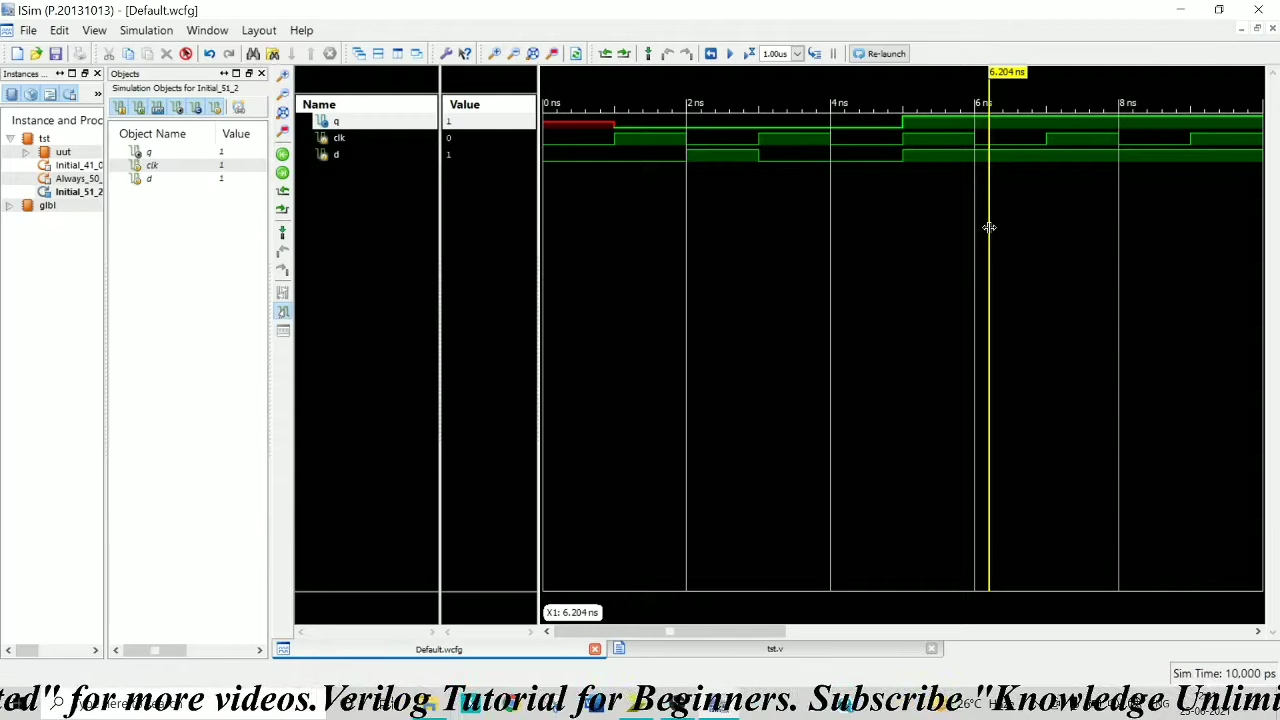 ISim (P.20131013) - [Default.wcfg]
File Edit View Simulation Window Layout Help
1.00us Re-launch
Instances ... Objects
Simulation Objects for Initial_51_2
Instance and Proc
tst
uut
Initial_41_0
Always_50_
Initial_51_2
glbl
Object Name Value
q 1
clk 1
d 1
Name Value
q 1
clk 0
d 1
6.204 ns
0 ns 2 ns 4 ns 6 ns 8 ns
X1: 6.204 ns
Default.wcfg tst.v
Sim Time: 10,000 ps
ted" for more videos.Verilog Tutorial for Beginners. Subscribe "Knowledge Unlimi
26°C
ENG